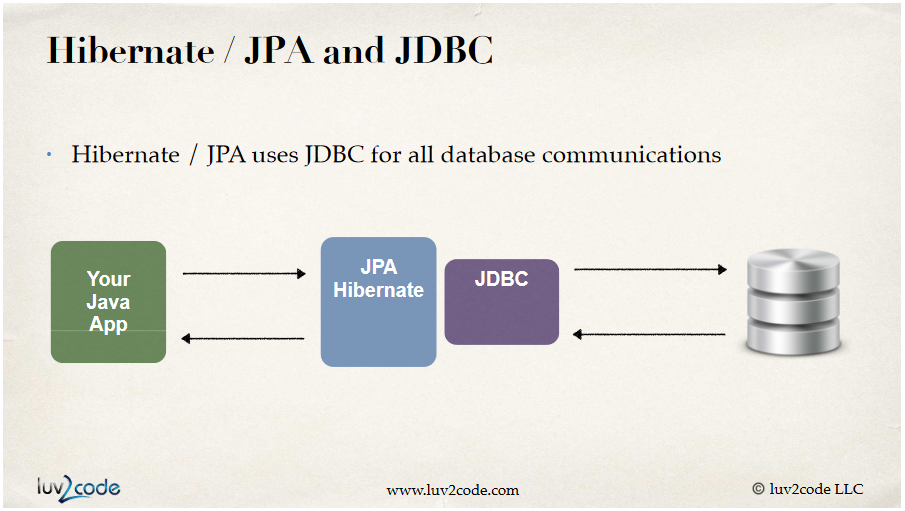 Hibernate / JPA and JDBC
• Hibernate / JPA uses JDBC for all database communications
Your
Java
App
JPA
Hibernate
JDBC
luv2code
www.luv2code.com
© luv2code LLC